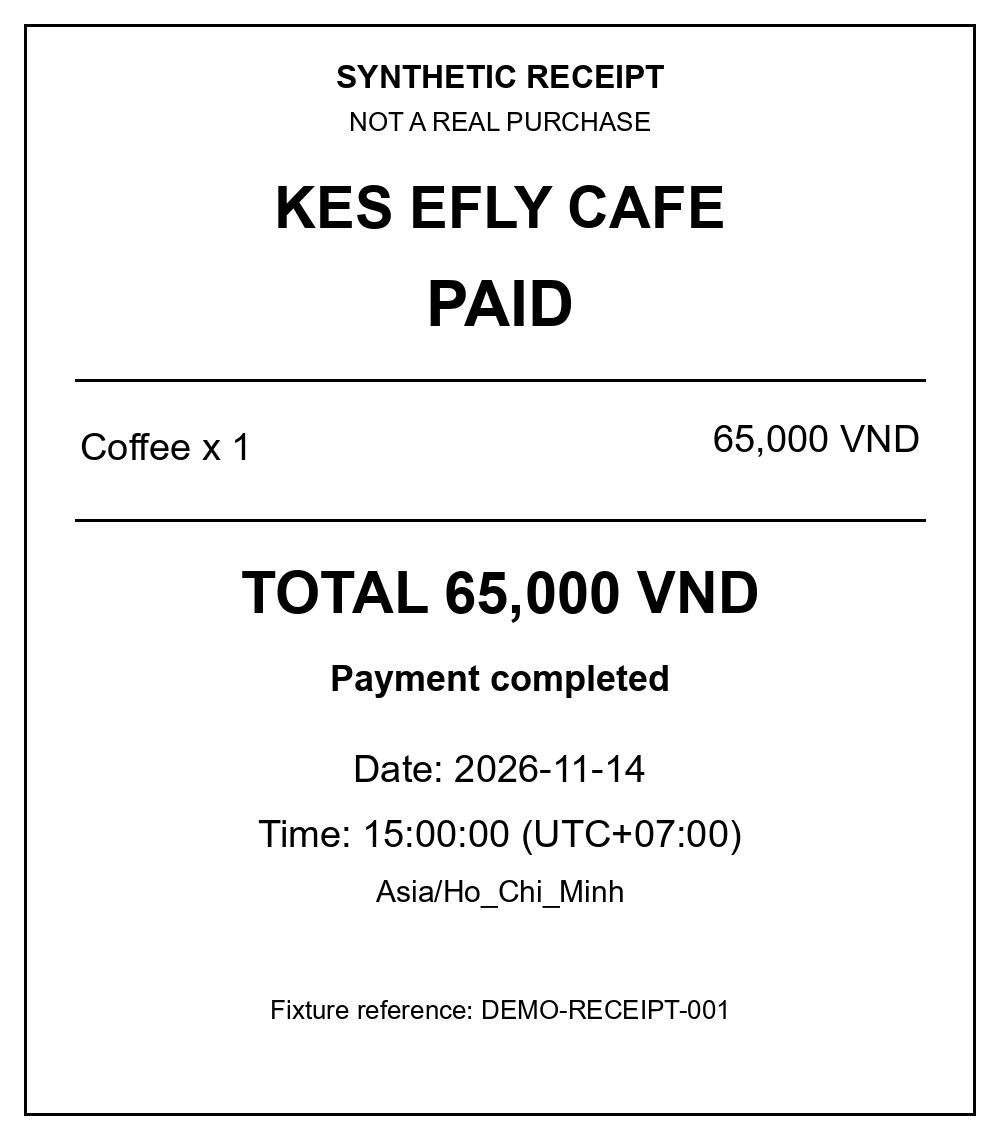 SYNTHETIC RECEIPT
NOT A REAL PURCHASE
KES EFLY CAFE
PAID
Coffee x 1 65,000 VND
TOTAL 65,000 VND
Payment completed
Date: 2026-11-14
Time: 15:00:00 (UTC+07:00)
Asia/Ho_Chi_Minh
Fixture reference: DEMO-RECEIPT-001